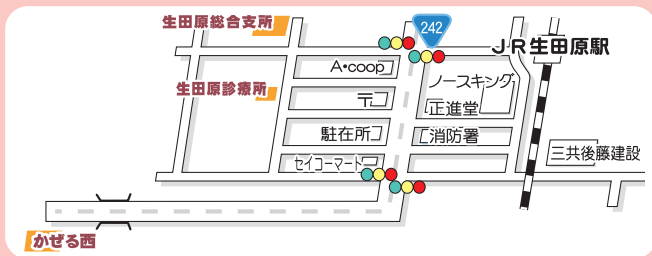 生田原総合支所
242
JR生田原駅
A・coop
ノースキング
生田原診療所
〒
正進堂
駐在所
消防署
セイコーマート
三共後藤建設
かぜる西